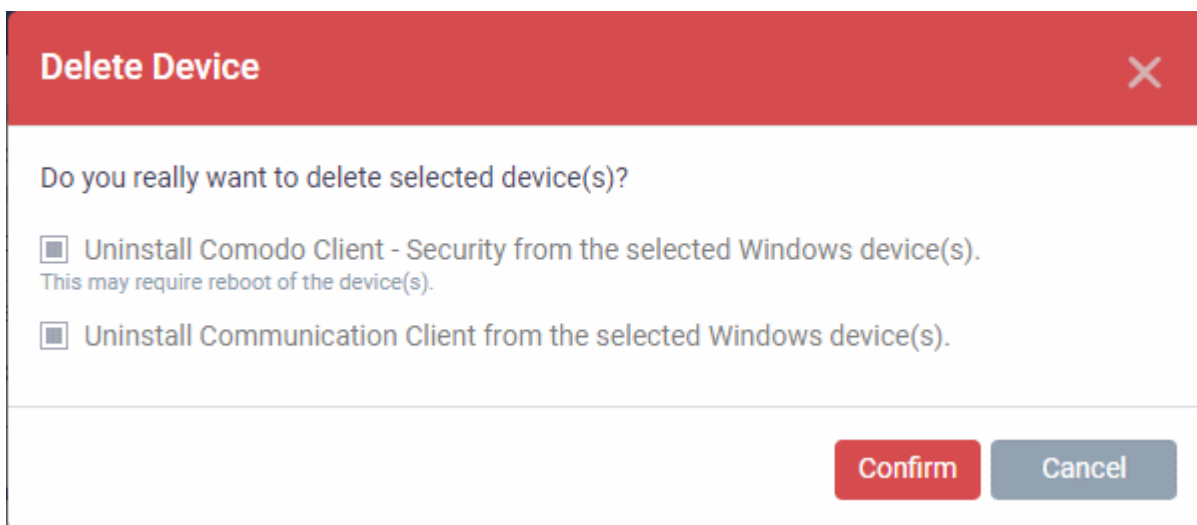 Delete Device
Do you really want to delete selected device(s)?
Uninstall Comodo Client - Security from the selected Windows device(s).
This may require reboot of the device(s).
Uninstall Communication Client from the selected Windows device(s).
Confirm Cancel